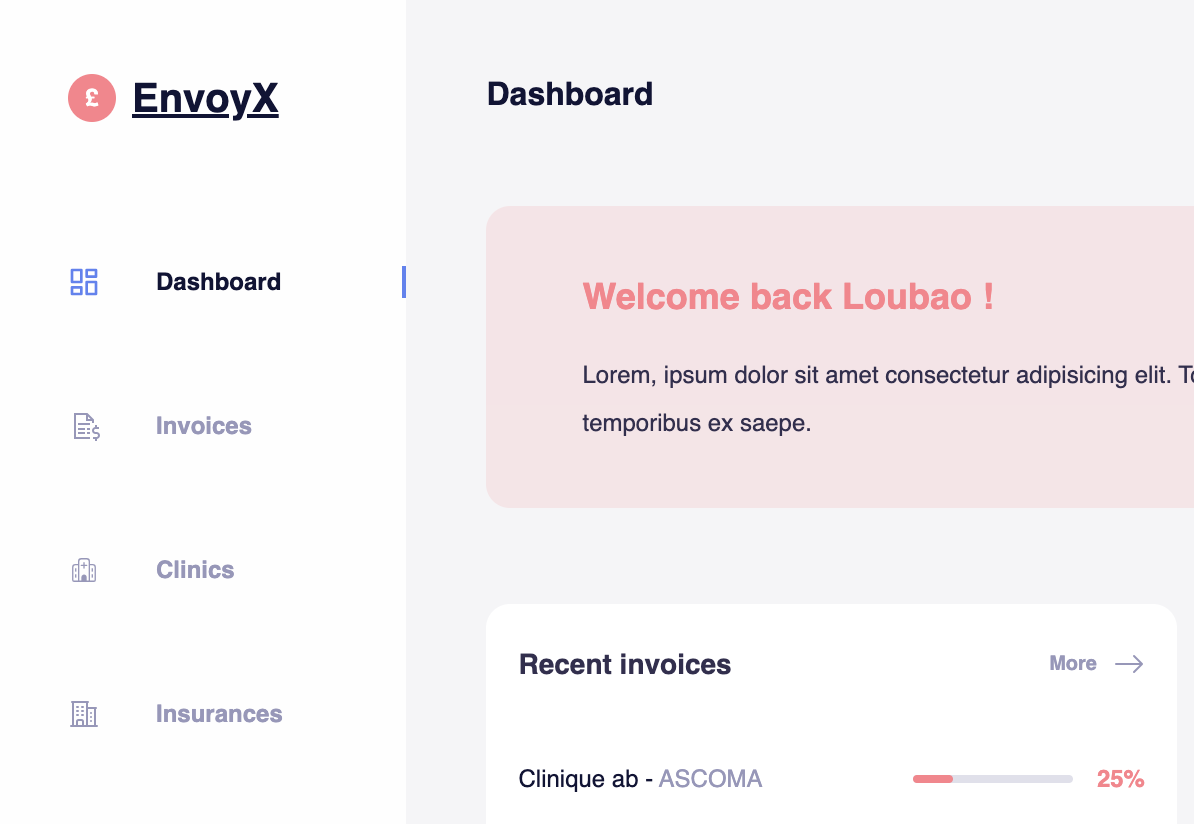 £ EnvoyX
Dashboard
Invoices
Clinics
Insurances
Dashboard
Welcome back Loubao !
Lorem, ipsum dolor sit amet consectetur adipisicing elit.
temporibus ex saepe.
Recent invoices
More
Clinique ab - ASCOMA
25%